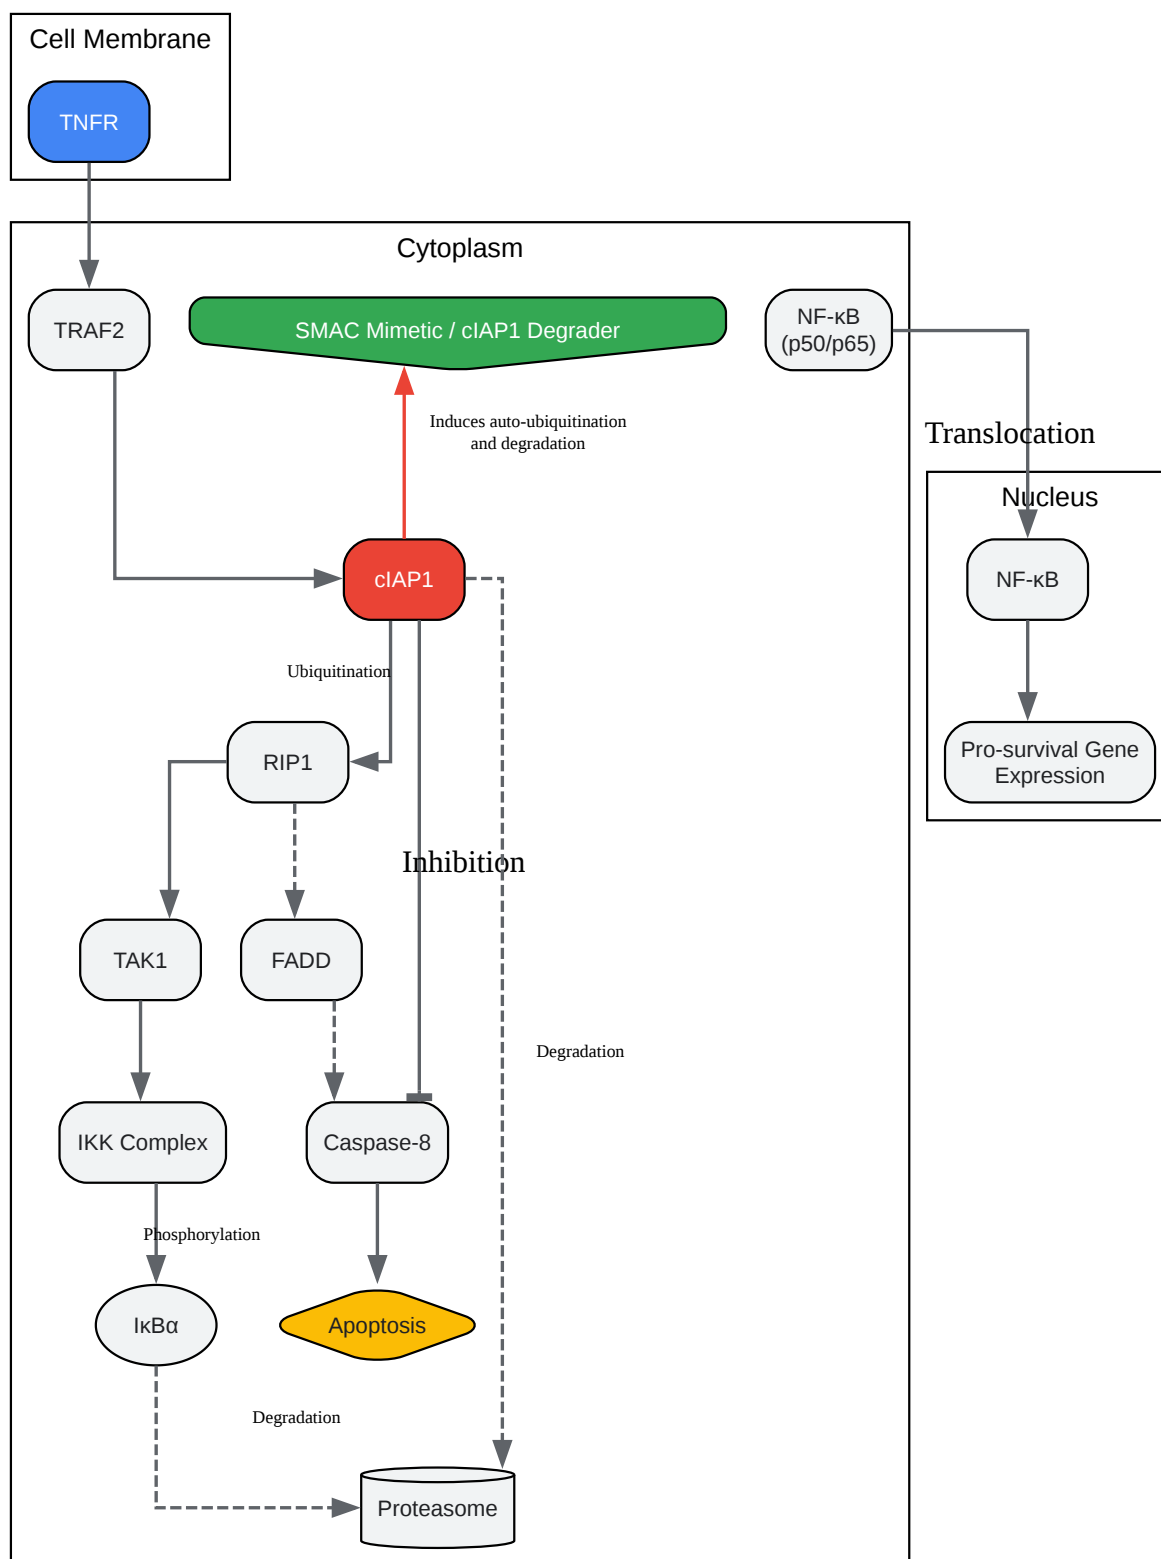 Cell Membrane
TNFR
Cytoplasm
TRAF2
SMAC Mimetic / cIAP1 Degrader
NF-κB
(p50/p65)
Induces auto-ubiquitination
and degradation
Translocation
Nucleus
cIAP1
NF-κB
Ubiquitination
RIP1
Pro-survival Gene
Expression
Inhibition
TAK1
FADD
Degradation
IKK Complex
Caspase-8
Phosphorylation
IκBα
Apoptosis
Degradation
Proteasome